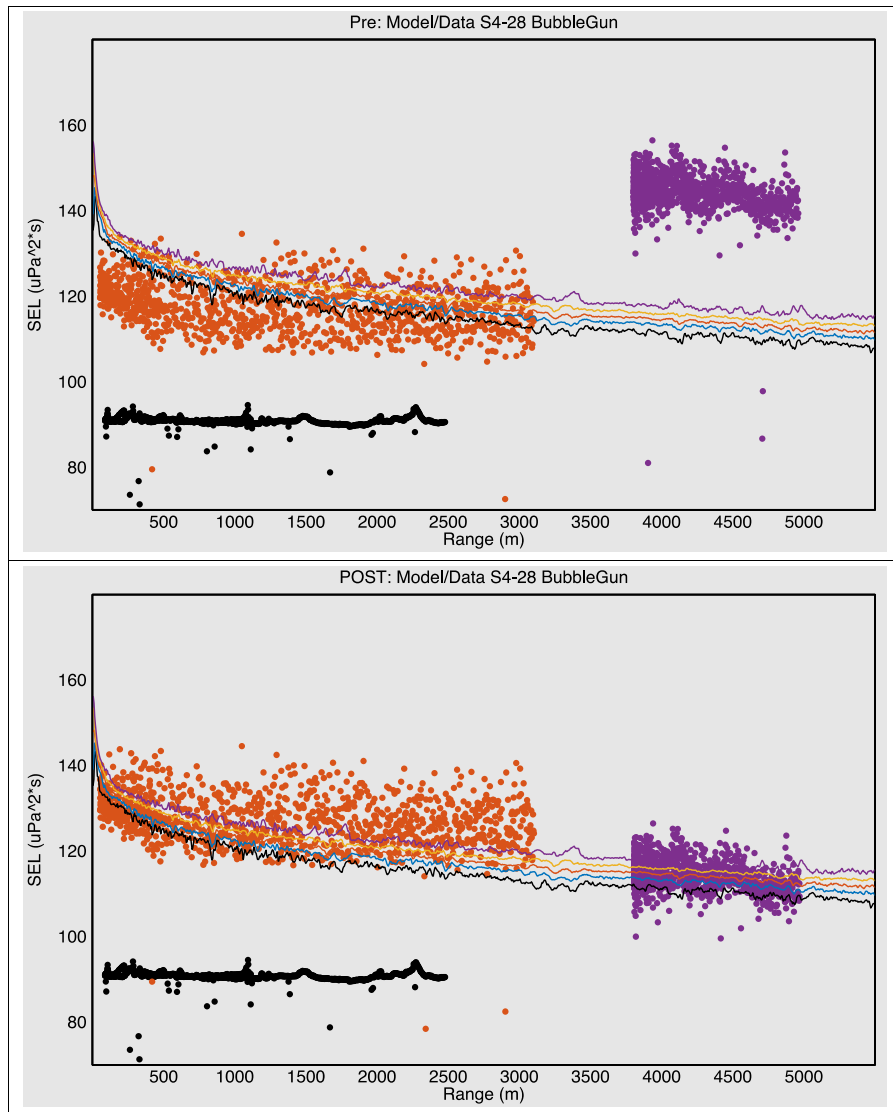 Pre: Model/Data S4-28 BubbleGun
160
140
120
100
80
SEL (uPa^2*s)
500 1000 1500 2000 2500 3000 3500 4000 4500 5000
Range (m)
POST: Model/Data S4-28 BubbleGun
160
140
120
100
80
SEL (uPa^2*s)
500 1000 1500 2000 2500 3000 3500 4000 4500 5000
Range (m)